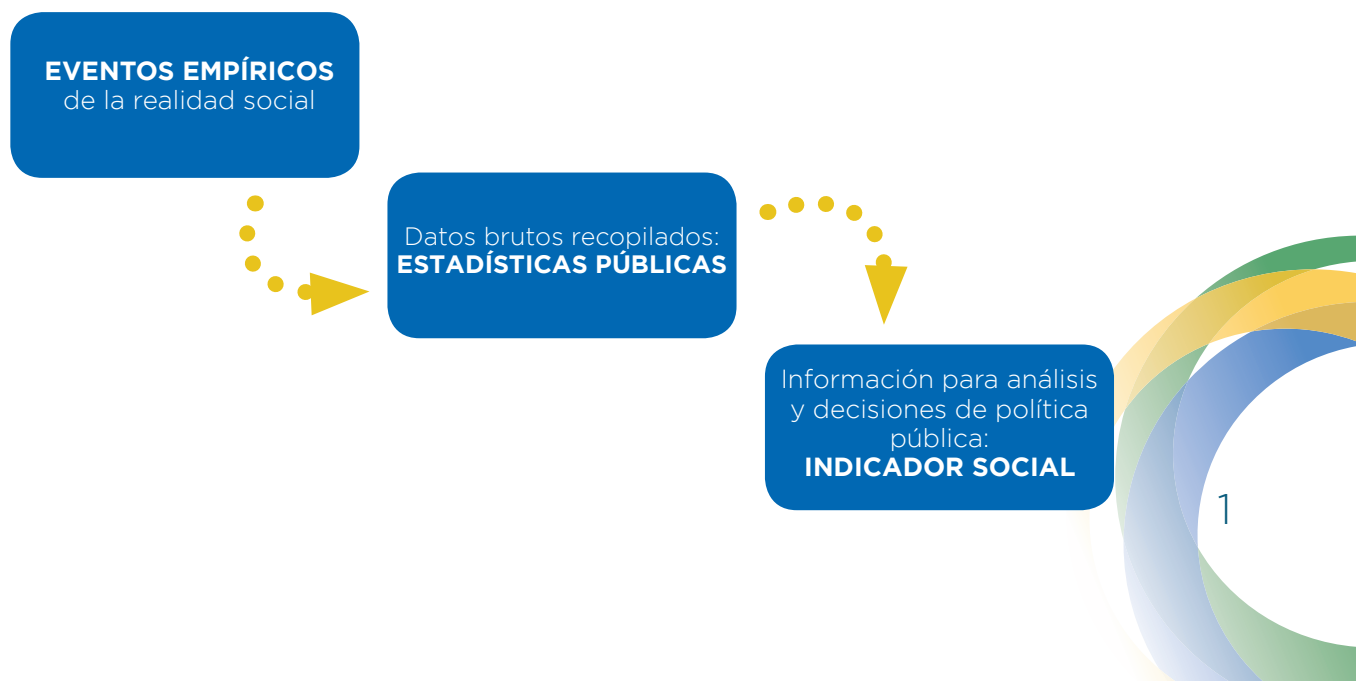 EVENTOS EMPÍRICOS
de la realidad social
Datos brutos recopilados:
ESTADÍSTICAS PÚBLICAS
Información para análisis
y decisiones de política
pública:
INDICADOR SOCIAL
1